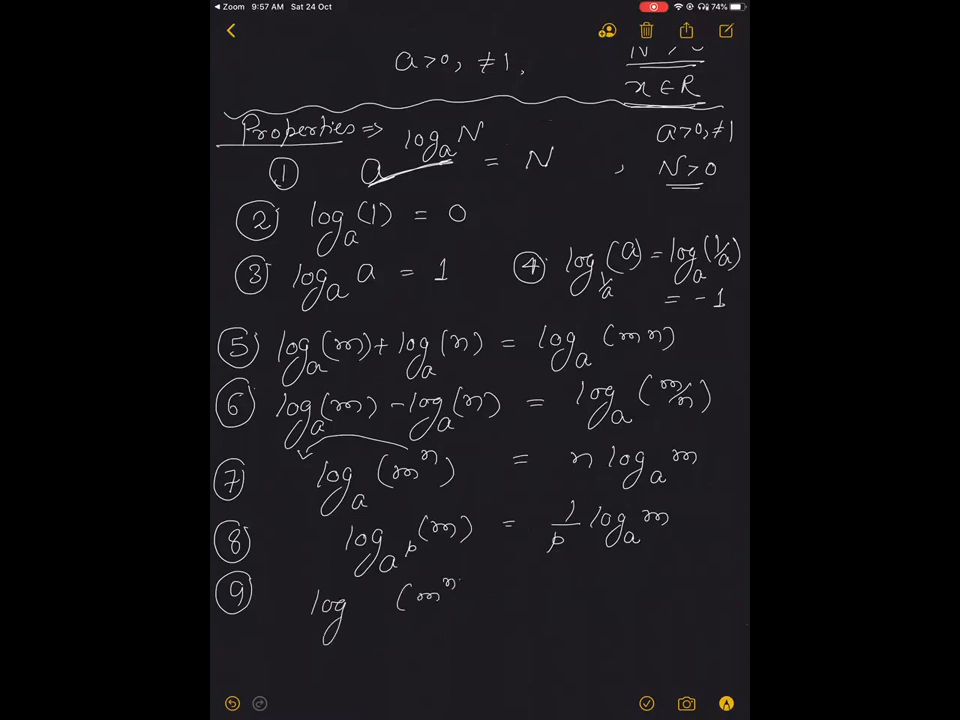 Zoom 9:57 AM Sat 24 Oct 74%
a>0, ≠1,
N > 0
x ∈ R
Properties ⇒
a>0, ≠1
① a^{log_a N} = N , N>0
② log_a(1) = 0
③ log_a a = 1 ④ log_{1/a}(a) = log_a(1/a)
= -1
⑤ log_a(m) + log_a(n) = log_a(mn)
⑥ log_a(m) - log_a(n) = log_a(m/n)
⑦ log_a(m^n) = n log_a m
⑧ log_{a^p}(m) = 1/p log_a m
⑨ log (m^n